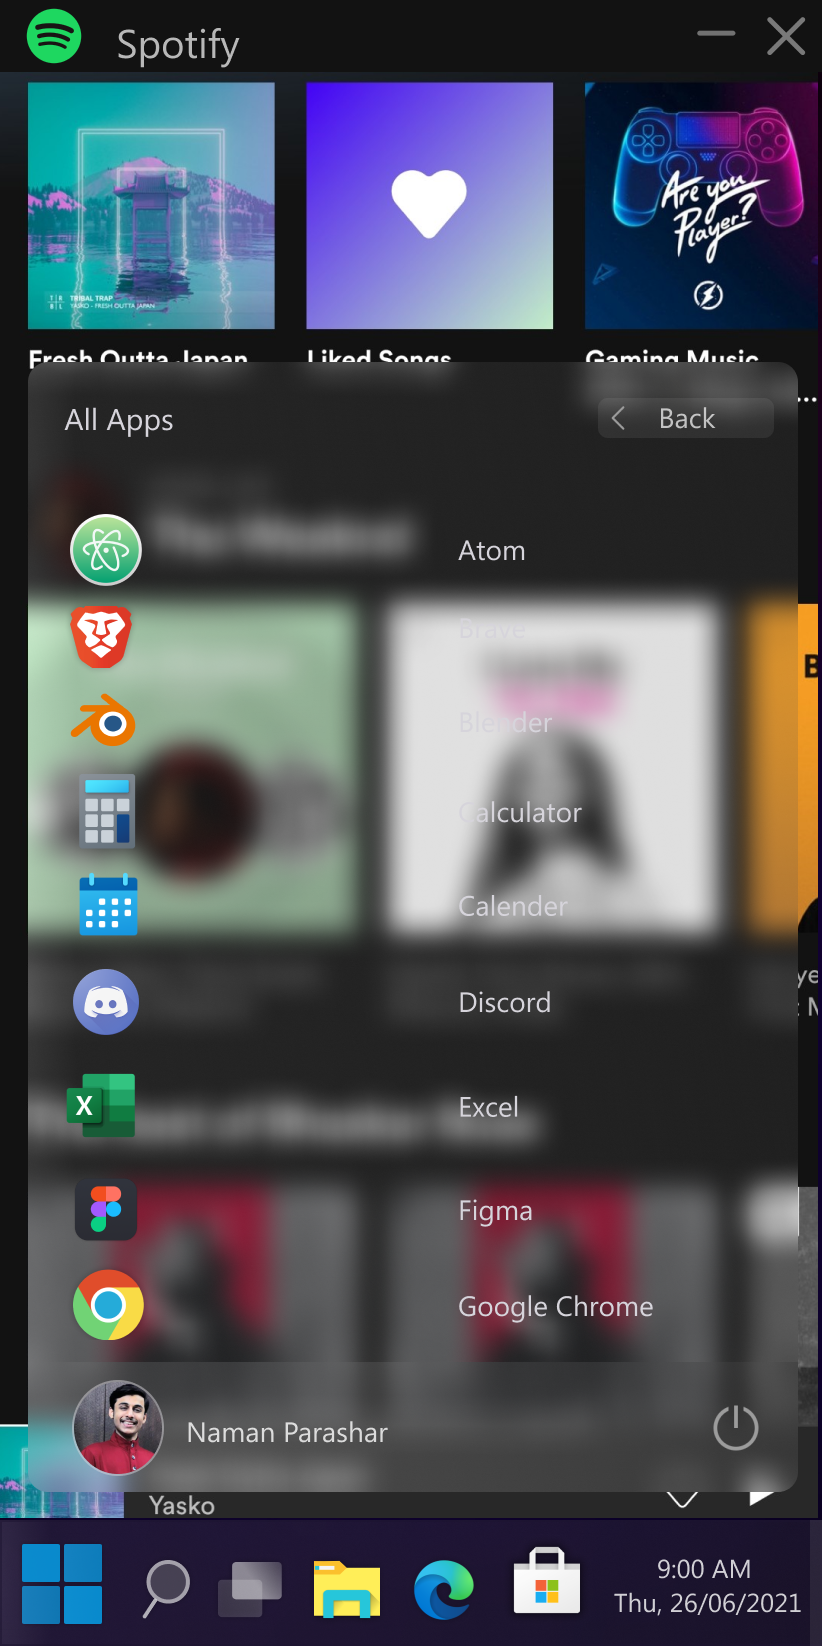 Spotify
TRBL
TRIBAL TRAP
YASKO - FRESH OUTTA JAPAN
Are you
Player?
Fresh Outta Japan
Liked Songs
Gaming Music
...
All Apps
Back
Atom
Brave
Blender
Calculator
Calender
Discord
X
Excel
Figma
Google Chrome
Naman Parashar
Yasko
9:00 AM
Thu, 26/06/2021